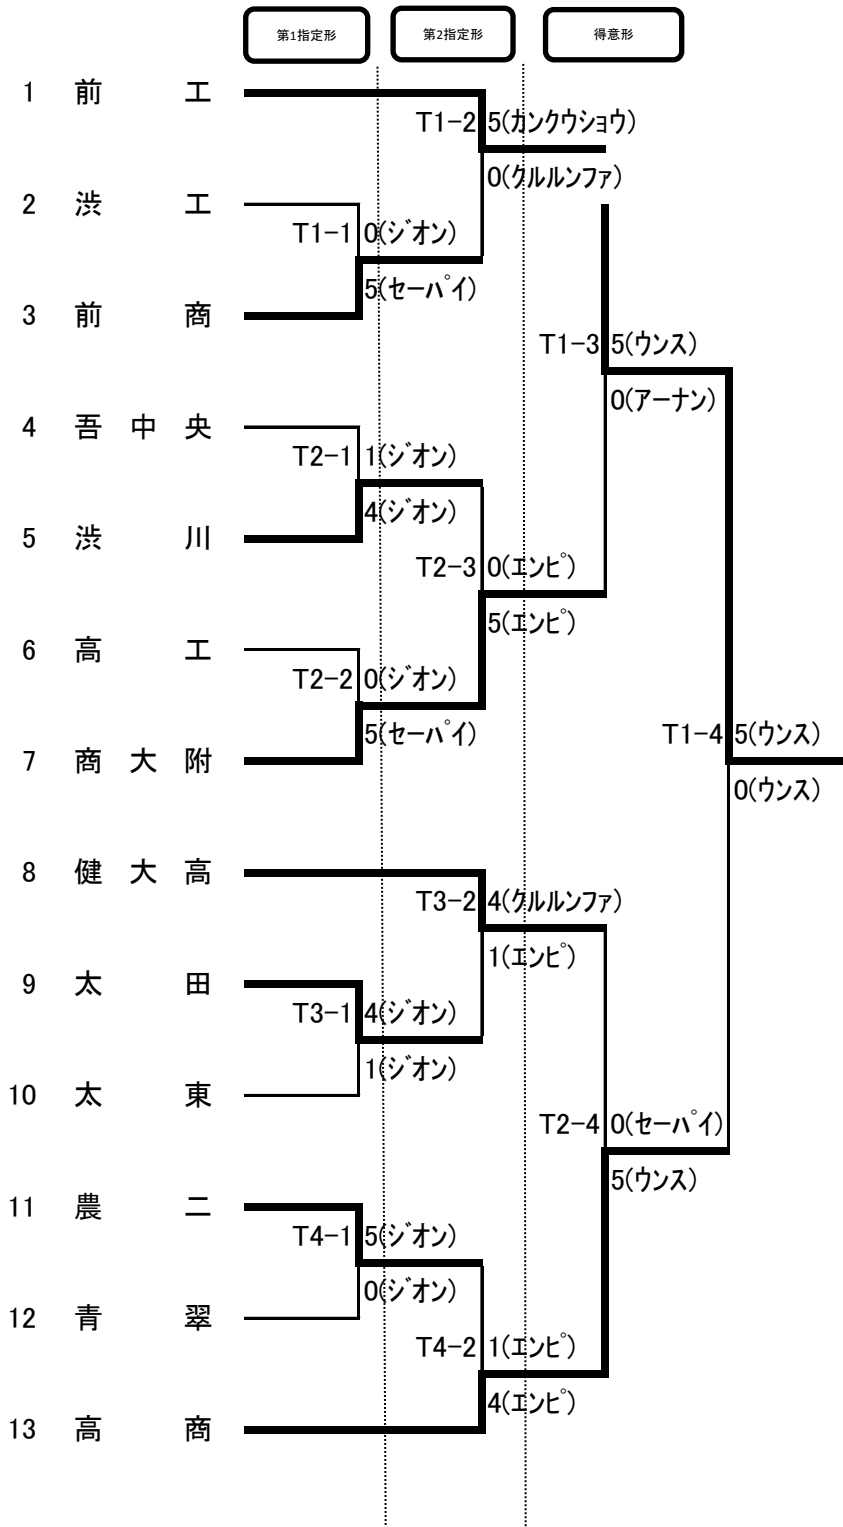 第1指定形 第2指定形 得意形
1 前 工
T1-2 5(カンクウショウ)
0(クルルンファ)
2 渋 工
T1-1 0(ジオン)
5(セーパイ)
3 前 商
T1-3 5(ウンス)
0(アーナン)
4 吾 中 央
T2-1 1(ジオン)
4(ジオン)
5 渋 川
T2-3 0(エンピ)
5(エンピ)
6 高 工
T2-2 0(ジオン)
5(セーパイ)
7 商 大 附
T1-4 5(ウンス)
0(ウンス)
8 健 大 高
T3-2 4(クルルンファ)
1(エンピ)
9 太 田
T3-1 4(ジオン)
1(ジオン)
10 太 東
T2-4 0(セーパイ)
5(ウンス)
11 農 二
T4-1 5(ジオン)
0(ジオン)
12 青 翠
T4-2 1(エンピ)
4(エンピ)
13 高 商